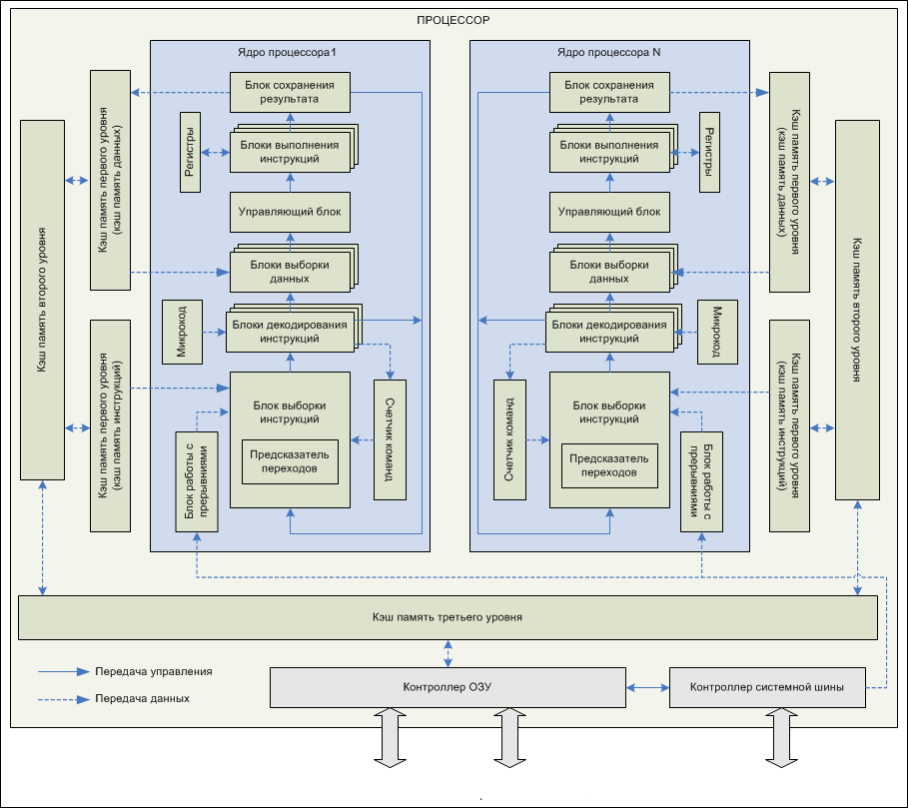 ПРОЦЕССОР
Ядро процессора1
Блок сохранения
результата
Регистры
Блоки выполнения
инструкций
Управляющий блок
Блоки выборки
данных
Микрокод
Блоки декодирования
инструкций
Блок выборки
инструкций
Предсказатель
переходов
Счетчик команд
Блок работы с
прерывниями
Кэш память первого уровня
(кэш память данных)
Кэш память первого уровня
(кэш память инструкций)
Кэш память второго уровня
Ядро процессора N
Блок сохранения
результата
Регистры
Блоки выполнения
инструкций
Управляющий блок
Блоки выборки
данных
Микрокод
Блоки декодирования
инструкций
Блок выборки
инструкций
Предсказатель
переходов
Счетчик команд
Блок работы с
прерывниями
Кэш память первого уровня
(кэш память данных)
Кэш память первого уровня
(кэш память инструкций)
Кэш память второго уровня
Кэш память третьего уровня
Передача управления
Передача данных
Контроллер ОЗУ
Контроллер системной шины
.